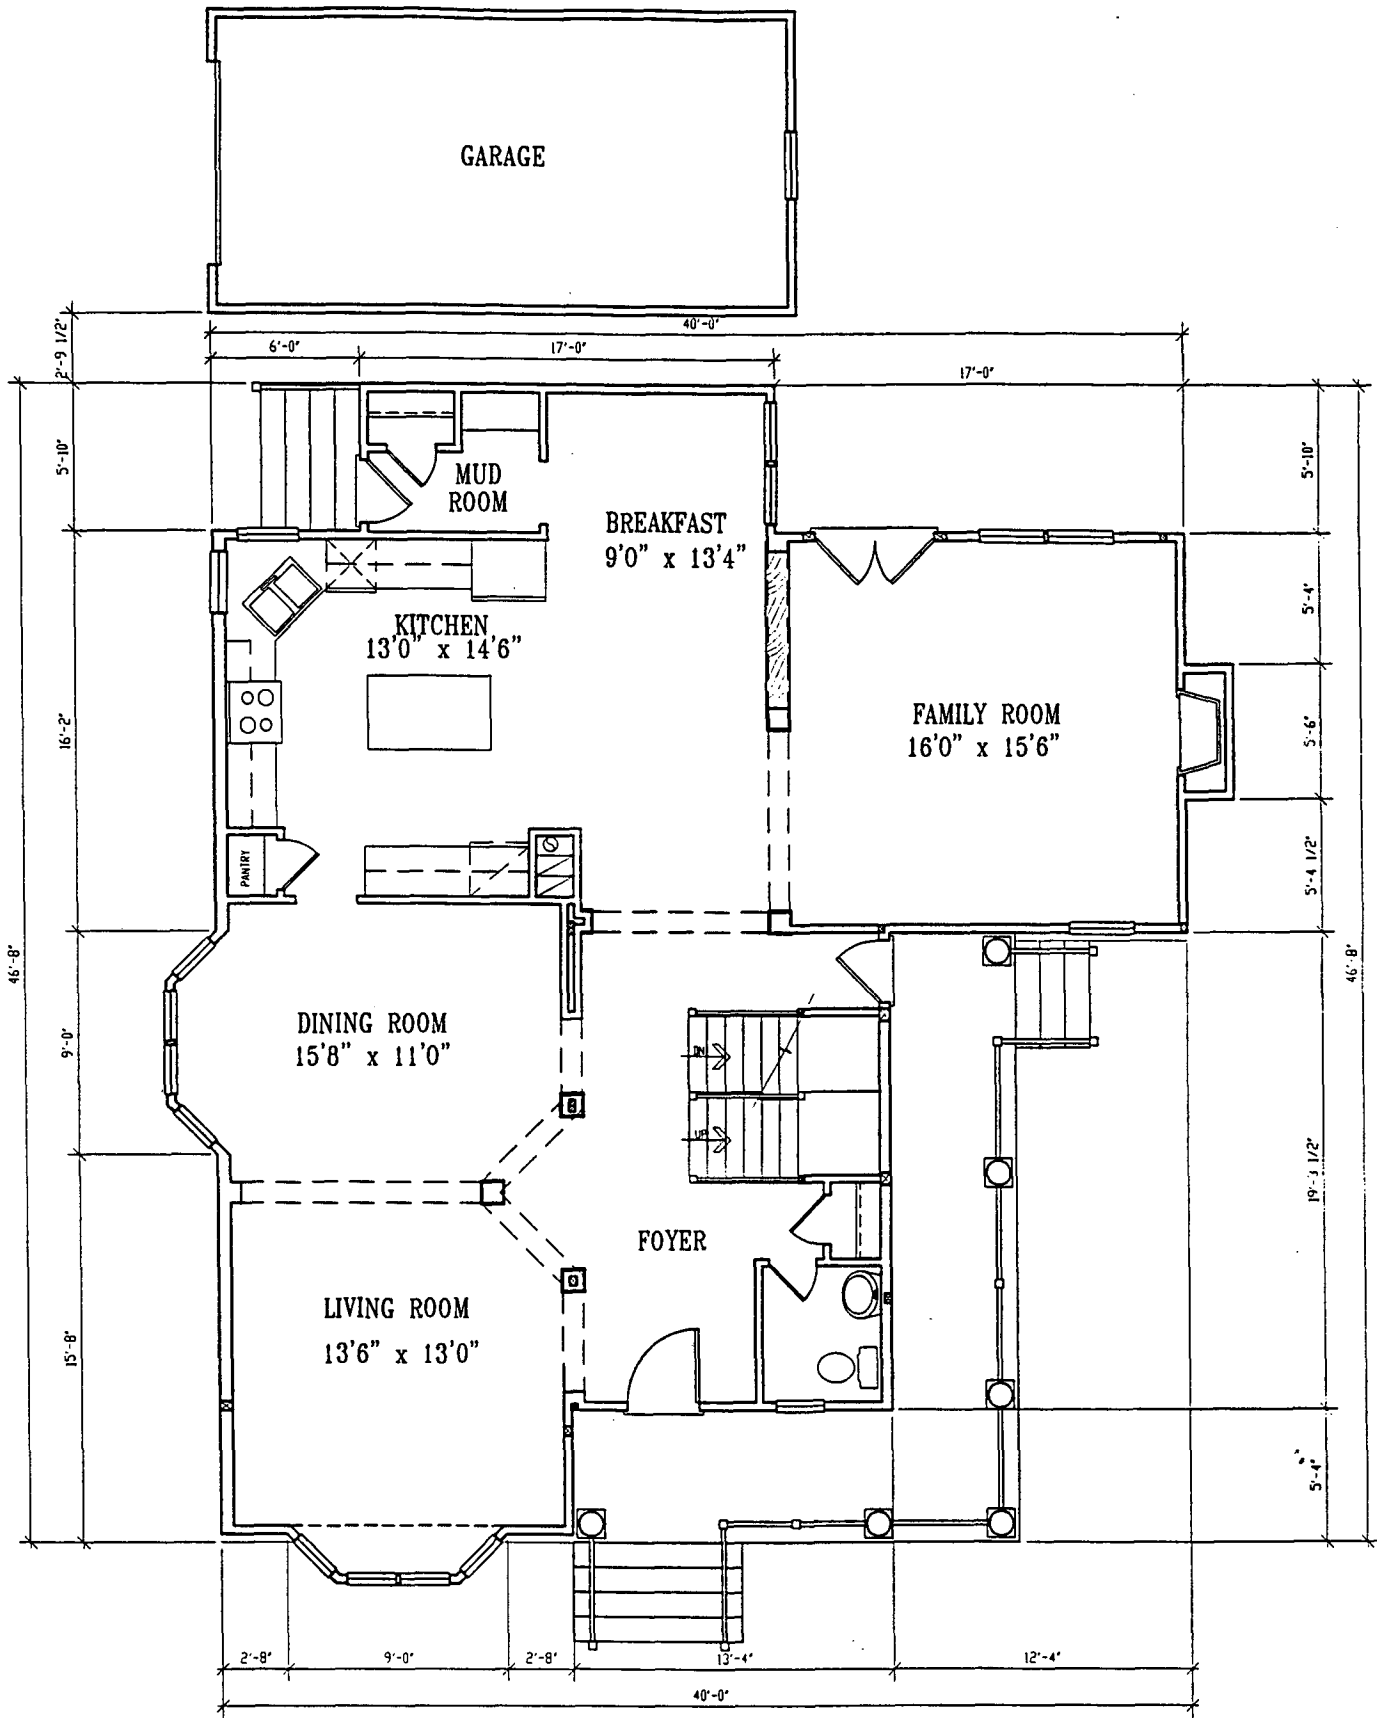 GARAGE
2'-9 1/2"
40'-0"
6'-0"
17'-0"
17'-0"
5'-10"
MUD
ROOM
5'-10"
BREAKFAST
9'0" x 13'4"
KITCHEN
13'0" x 14'6"
5'-4"
16'-2"
FAMILY ROOM
16'0" x 15'6"
5'-6"
PANTRY
5'-4 1/2"
46'-8"
46'-8"
DINING ROOM
15'8" x 11'0"
9'-0"
DN
UP
19'-3 1/2"
FOYER
LIVING ROOM
13'6" x 13'0"
15'-8"
5'-4"
2'-8"
9'-0"
2'-8"
13'-4"
12'-4"
40'-0"